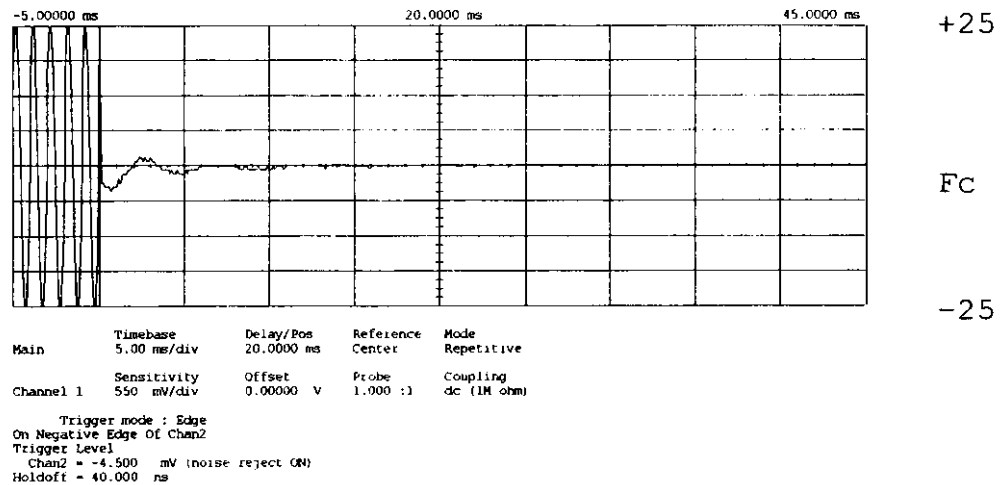 -5.00000 ms 20.0000 ms 45.0000 ms
+25
Fc
-25
Timebase Delay/Pos Reference Mode
Main 5.00 ms/div 20.0000 ms Center Repetitive
Sensitivity Offset Probe Coupling
Channel 1 550 mV/div 0.00000 V 1.000 :1 dc (1M ohm)
Trigger mode : Edge
On Negative Edge Of Chan2
Trigger Level
Chan2 = -4.500 mV (noise reject ON)
Holdoff = 40.000 ns